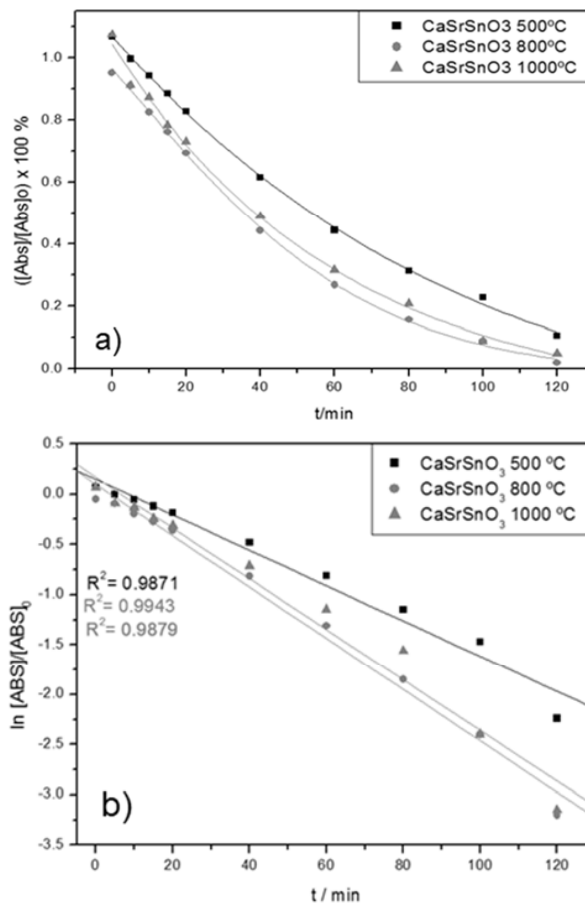 CaSrSnO3 500ºC
CaSrSnO3 800ºC
CaSrSnO3 1000ºC
([Abs]/[Abs]o) x 100 %
1.0
0.8
0.6
0.4
0.2
0.0
a)
0 20 40 60 80 100 120
t/min
CaSrSnO₃ 500 ºC
CaSrSnO₃ 800 ºC
CaSrSnO₃ 1000 ºC
ln [ABS]/[ABS]₀
0.5
0.0
-0.5
-1.0
-1.5
-2.0
-2.5
-3.0
-3.5
R²= 0.9871
R²= 0.9943
R²= 0.9879
b)
0 20 40 60 80 100 120
t / min